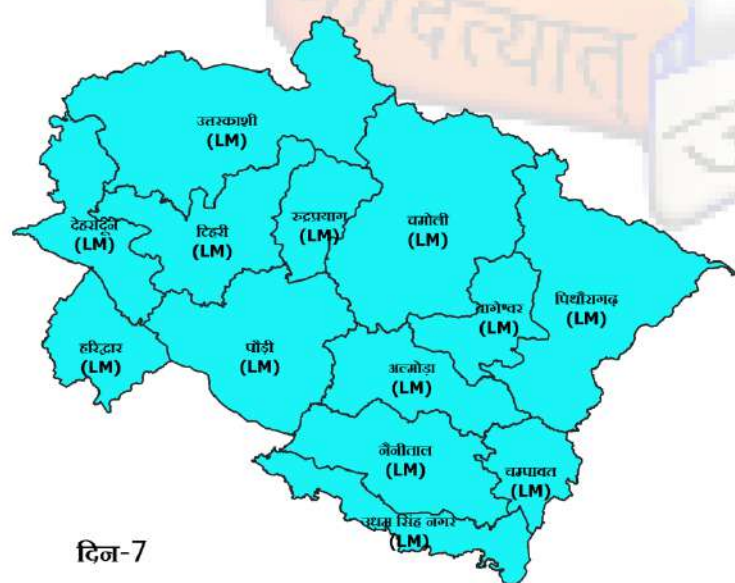 उत्तरकाशी
(LM)
देहरादून
(LM)
टिहरी
(LM)
रुद्रप्रयाग
(LM)
चमोली
(LM)
बागेश्वर
(LM)
पिथौरागढ़
(LM)
हरिद्वार
(LM)
पौड़ी
(LM)
अल्मोड़ा
(LM)
नैनीताल
(LM)
चम्पावत
(LM)
उधम सिंह नगर
(LM)
दिन-7